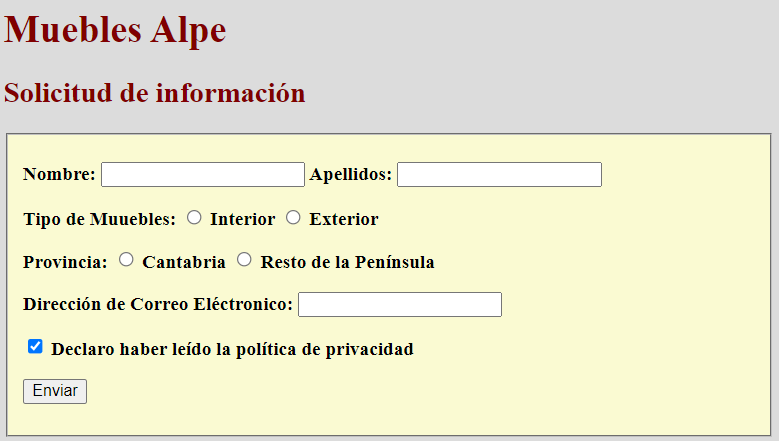 Muebles Alpe
Solicitud de información
Nombre: Apellidos:
Tipo de Muuebles: Interior Exterior
Provincia: Cantabria Resto de la Península
Dirección de Correo Eléctronico:
Declaro haber leído la política de privacidad
Enviar